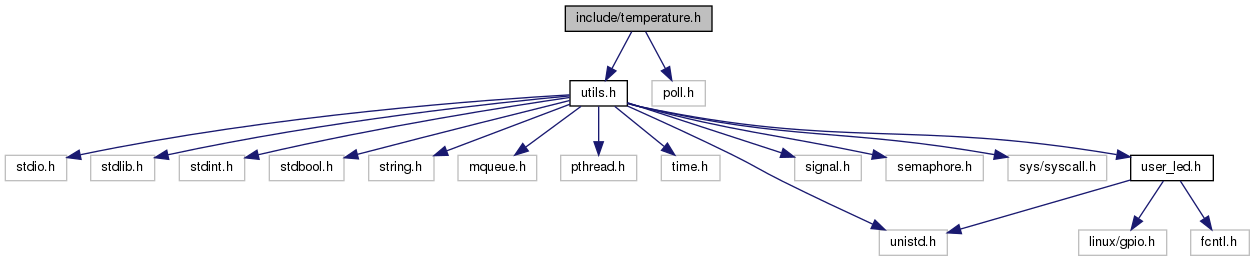 include/temperature.h
utils.h
poll.h
stdio.h
stdlib.h
stdint.h
stdbool.h
string.h
mqueue.h
pthread.h
time.h
signal.h
semaphore.h
sys/syscall.h
user_led.h
unistd.h
linux/gpio.h
fcntl.h